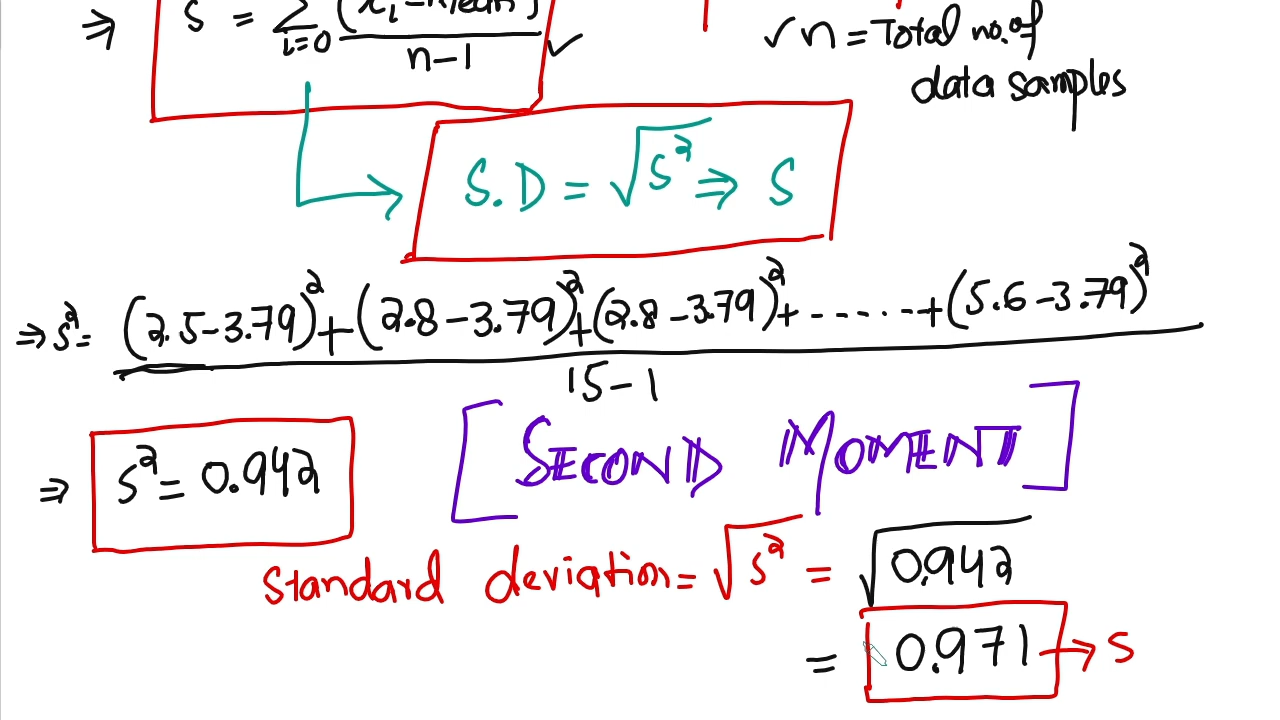 ⇒ S = Σ i=0 (xi - mean) / n-1 ✓
✓ n = Total no. of
data samples
S.D = √S² ⇒ S
⇒ S² = (2.5-3.79)² + (2.8-3.79)² + (2.8-3.79)² + ...... + (5.6-3.79)²
15-1
⇒ S² = 0.942
[SECOND MOMENT]
Standard deviation = √S² = √0.942
= 0.971 → S